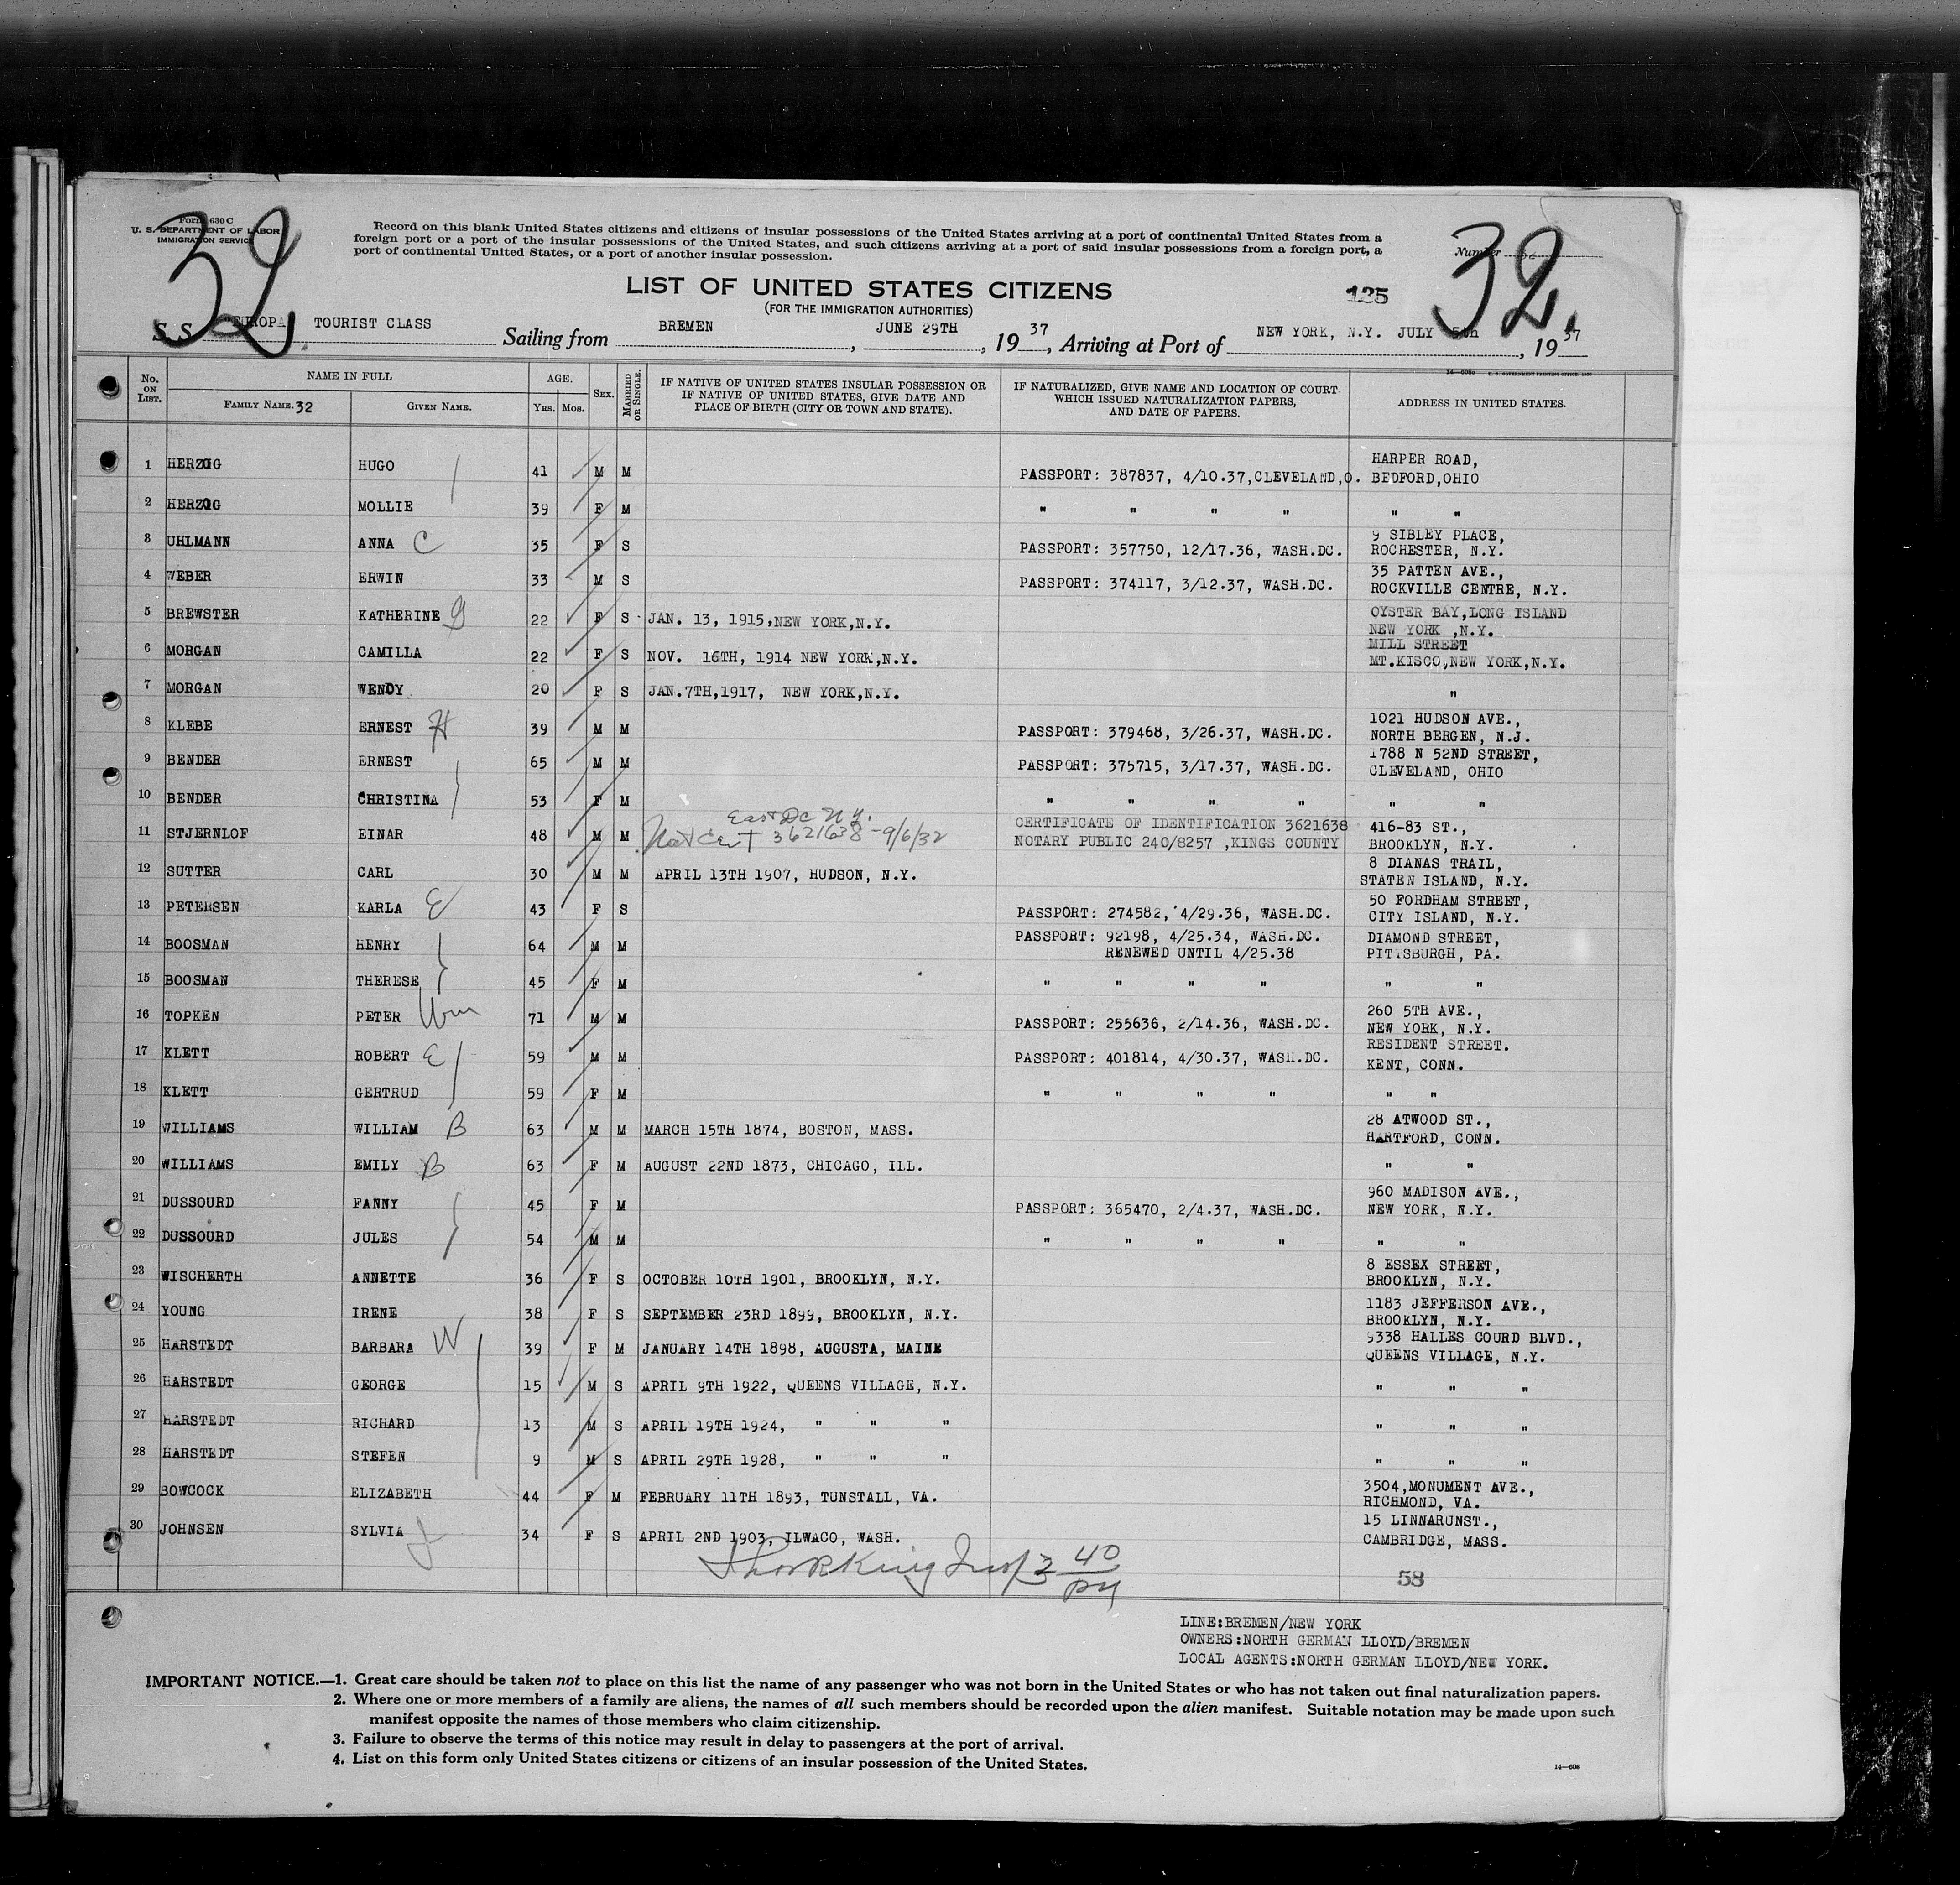 Form 630 C
U. S. DEPARTMENT OF LABOR
IMMIGRATION SERVICE
32
Record on this blank United States citizens and citizens of insular possessions of the United States arriving at a port of continental United States from a
foreign port or a port of the insular possessions of the United States, and such citizens arriving at a port of said insular possessions from a foreign port, a
port of continental United States, or a port of another insular possession.
Number 32
32.
LIST OF UNITED STATES CITIZENS
(FOR THE IMMIGRATION AUTHORITIES)
125
S. S. "EUROPA" TOURIST CLASS Sailing from BREMEN, JUNE 29TH, 1937, Arriving at Port of NEW YORK, N.Y. JULY 5th, 1937
No. ON LIST. NAME IN FULL AGE. SEX. MARRIED OR SINGLE. IF NATIVE OF UNITED STATES INSULAR POSSESSION OR IF NATIVE OF UNITED STATES, GIVE DATE AND PLACE OF BIRTH (CITY OR TOWN AND STATE). IF NATURALIZED, GIVE NAME AND LOCATION OF COURT WHICH ISSUED NATURALIZATION PAPERS, AND DATE OF PAPERS. ADDRESS IN UNITED STATES.
FAMILY NAME. 32 GIVEN NAME. Yrs. Mos.
1 HERZOG HUGO 41 M M PASSPORT: 387837, 4/10.37,CLEVELAND,O. HARPER ROAD, BEDFORD,OHIO
2 HERZOG MOLLIE 39 F M " " " " " "
3 UHLMANN ANNA C 35 F S PASSPORT: 357750, 12/17.36, WASH.DC. 9 SIBLEY PLACE, ROCHESTER, N.Y.
4 WEBER ERWIN 33 M S PASSPORT: 374117, 3/12.37, WASH.DC. 35 PATTEN AVE., ROCKVILLE CENTRE, N.Y.
5 BREWSTER KATHERINE G 22 F S JAN. 13, 1915,NEW YORK,N.Y. OYSTER BAY,LONG ISLAND NEW YORK ,N.Y.
6 MORGAN CAMILLA 22 F S NOV. 16TH, 1914 NEW YORK,N.Y. MILL STREET MT.KISCO,NEW YORK,N.Y.
7 MORGAN WENDY 20 F S JAN.7TH,1917, NEW YORK,N.Y. "
8 KLEBE ERNEST H 39 M M PASSPORT: 379468, 3/26.37, WASH.DC. 1021 HUDSON AVE., NORTH BERGEN, N.J.
9 BENDER ERNEST 65 M M PASSPORT: 375715, 3/17.37, WASH.DC. 1788 N 52ND STREET, CLEVELAND, OHIO
10 BENDER CHRISTINA 53 F M " " " " " "
11 STJERNLOF EINAR 48 M M East Dc N.Y. Nat Cert 3621638-9/6/32 CERTIFICATE OF IDENTIFICATION 3621638 NOTARY PUBLIC 240/8257 ,KINGS COUNTY 416-83 ST., BROOKLYN, N.Y.
12 SUTTER CARL 30 M M APRIL 13TH 1907, HUDSON, N.Y. 8 DIANAS TRAIL, STATEN ISLAND, N.Y.
13 PETERSEN KARLA E 43 F S PASSPORT: 274582, 4/29.36, WASH.DC. 50 FORDHAM STREET, CITY ISLAND, N.Y.
14 BOOSMAN HENRY 64 M M PASSPORT: 92198, 4/25.34, WASH.DC. RENEWED UNTIL 4/25.38 DIAMOND STREET, PITTSBURGH, PA.
15 BOOSMAN THERESE 45 F M " " " " " "
16 TOPKEN PETER Wm 71 M M PASSPORT: 255636, 2/14.36, WASH.DC. 260 5TH AVE., NEW YORK, N.Y.
17 KLETT ROBERT E 59 M M PASSPORT: 401814, 4/30.37, WASH.DC. RESIDENT STREET. KENT, CONN.
18 KLETT GERTRUD 59 F M " " " " " "
19 WILLIAMS WILLIAM B 63 M M MARCH 15TH 1874, BOSTON, MASS. 28 ATWOOD ST., HARTFORD, CONN.
20 WILLIAMS EMILY B 63 F M AUGUST 22ND 1873, CHICAGO, ILL. " "
21 DUSSOURD FANNY 45 F M PASSPORT: 365470, 2/4.37, WASH.DC. 960 MADISON AVE., NEW YORK, N.Y.
22 DUSSOURD JULES 54 M M " " " " " "
23 WISCHERTH ANNETTE 36 F S OCTOBER 10TH 1901, BROOKLYN, N.Y. 8 ESSEX STREET, BROOKLYN, N.Y.
24 YOUNG IRENE 38 F S SEPTEMBER 23RD 1899, BROOKLYN, N.Y. 1183 JEFFERSON AVE., BROOKLYN, N.Y.
25 HARSTEDT BARBARA W 39 F M JANUARY 14TH 1898, AUGUSTA, MAINE 9338 HALLES COURD BLVD., QUEENS VILLAGE, N.Y.
26 HARSTEDT GEORGE 15 M S APRIL 9TH 1922, QUEENS VILLAGE, N.Y. " " "
27 HARSTEDT RICHARD 13 M S APRIL 19TH 1924, " " " " " "
28 HARSTEDT STEFEN 9 M S APRIL 29TH 1928, " " " " " "
29 BOWCOCK ELIZABETH 44 F M FEBRUARY 11TH 1893, TUNSTALL, VA. 3504,MONUMENT AVE., RICHMOND, VA.
30 JOHNSEN SYLVIA J 34 F S APRIL 2ND 1903, ILWACO, WASH. 15 LINNARUNST., CAMBRIDGE, MASS.
40
58
LINE:BREMEN/NEW YORK
OWNERS:NORTH GERMAN LLOYD/BREMEN
LOCAL AGENTS:NORTH GERMAN LLOYD/NEW YORK.
IMPORTANT NOTICE.—1. Great care should be taken not to place on this list the name of any passenger who was not born in the United States or who has not taken out final naturalization papers.
2. Where one or more members of a family are aliens, the names of all such members should be recorded upon the alien manifest. Suitable notation may be made upon such
manifest opposite the names of those members who claim citizenship.
3. Failure to observe the terms of this notice may result in delay to passengers at the port of arrival.
4. List on this form only United States citizens or citizens of an insular possession of the United States.
14—606